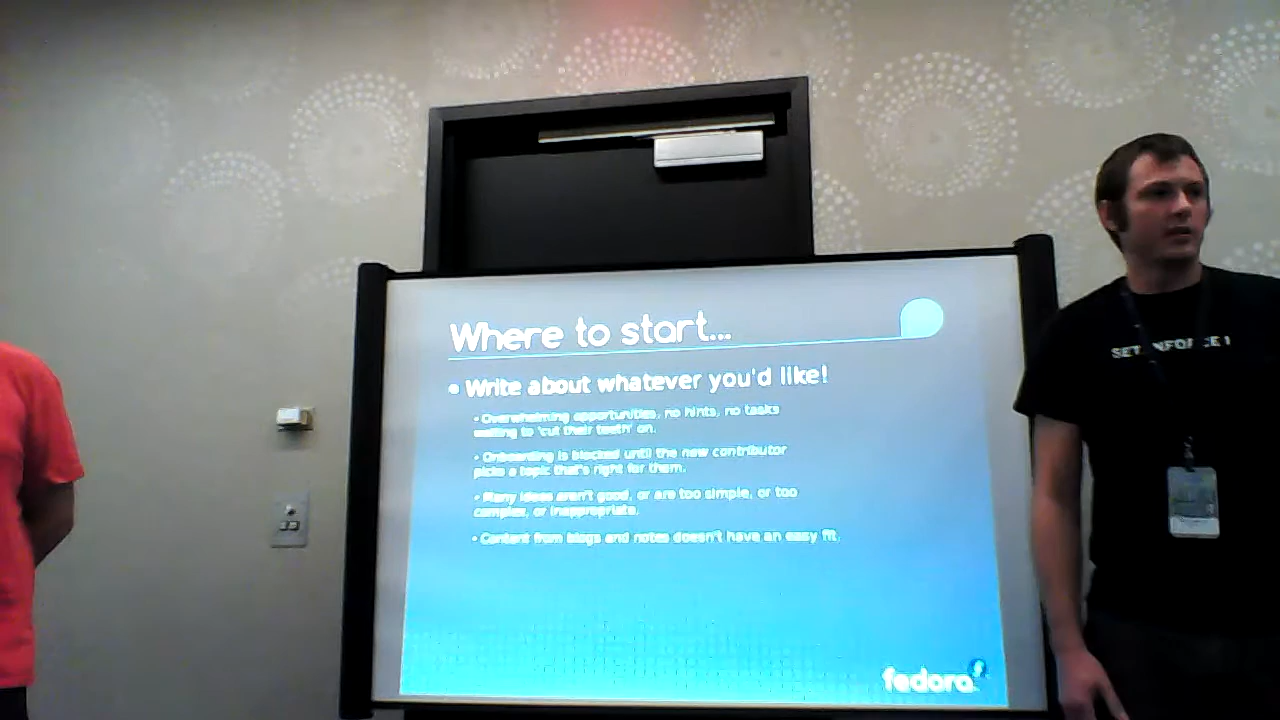 Where to start...
• Write about whatever you'd like!
• Overwhelming opportunities, no hints, no tasks
waiting to 'cut their teeth' on.
• Onboarding is blocked until the new contributor
picks a topic that's right for them.
• Many ideas aren't good, or are too simple, or too
complex, or inappropriate.
• Content from blogs and notes doesn't have an easy fit.
fedora
SETENFORCE 1